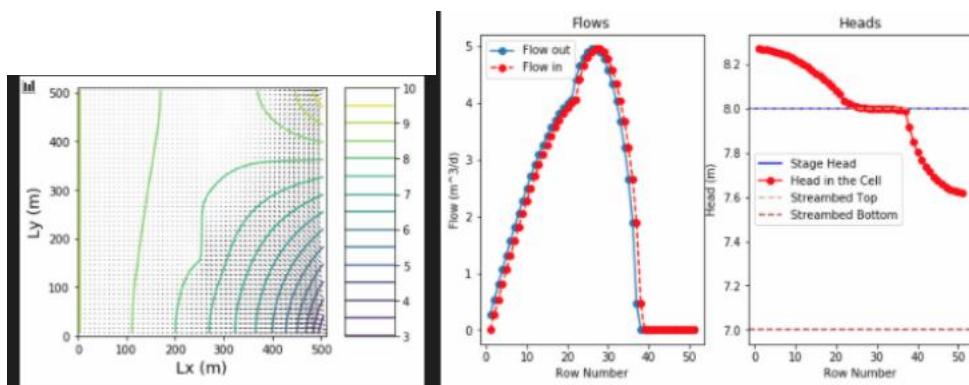 Flows
Heads
Flow out
Flow in
Flow (m^3/d)
5
4
3
2
1
0
0 10 20 30 40 50
Row Number
Head (m)
8.2
8.0
7.8
7.6
7.4
7.2
7.0
Stage Head
Head in the Cell
Streambed Top
Streambed Bottom
0 10 20 30 40 50
Row Number
Ly (m)
500
400
300
200
100
0
0 100 200 300 400 500
Lx (m)
10
9
8
7
6
5
4
3